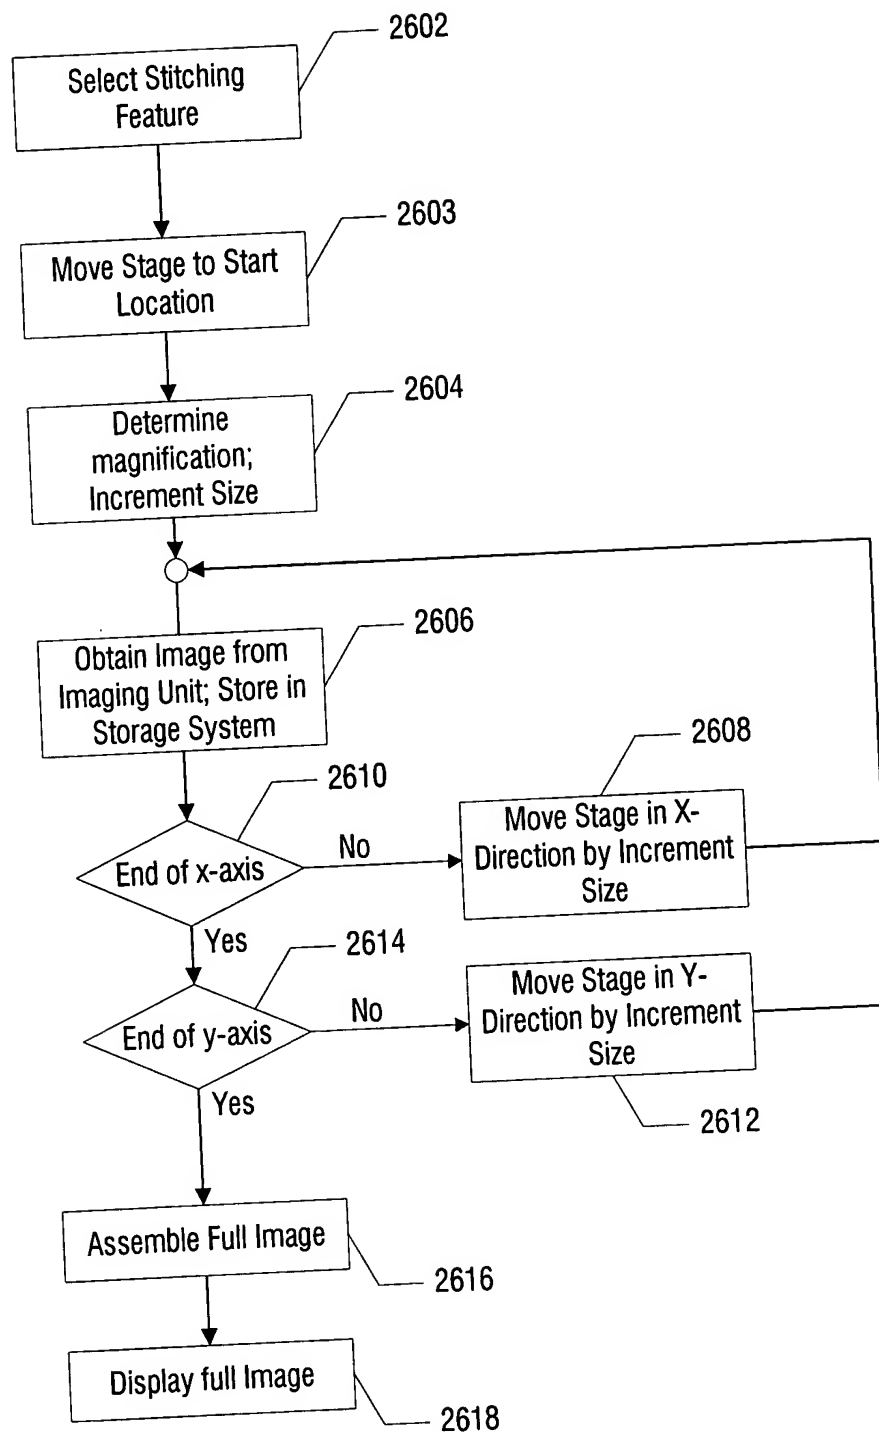 2602
Select Stitching
Feature
2603
Move Stage to Start
Location
2604
Determine
magnification;
Increment Size
2606
Obtain Image from
Imaging Unit; Store in
Storage System
2608
2610
Move Stage in X-
Direction by Increment
Size
No
End of x-axis
Yes
2614
Move Stage in Y-
Direction by Increment
Size
No
End of y-axis
Yes
2612
Assemble Full Image
2616
Display full Image
2618